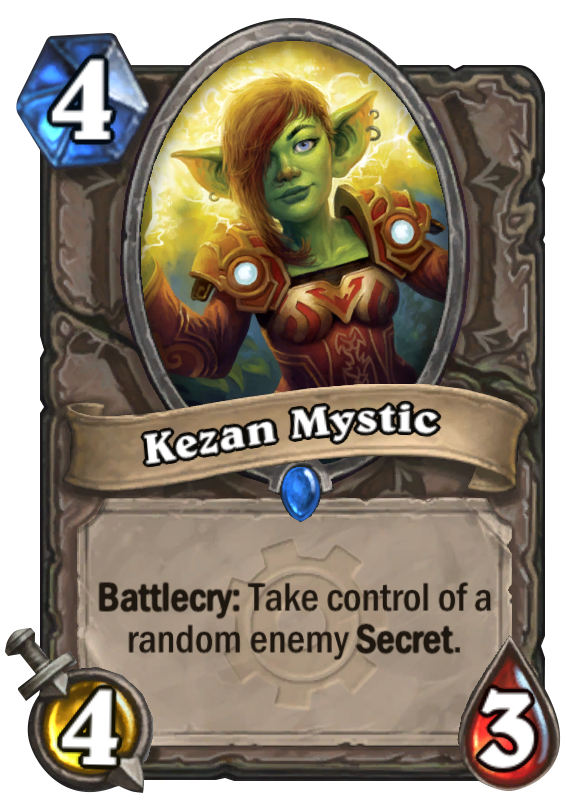 4
Kezan Mystic
Battlecry: Take control of a
random enemy Secret.
4
3